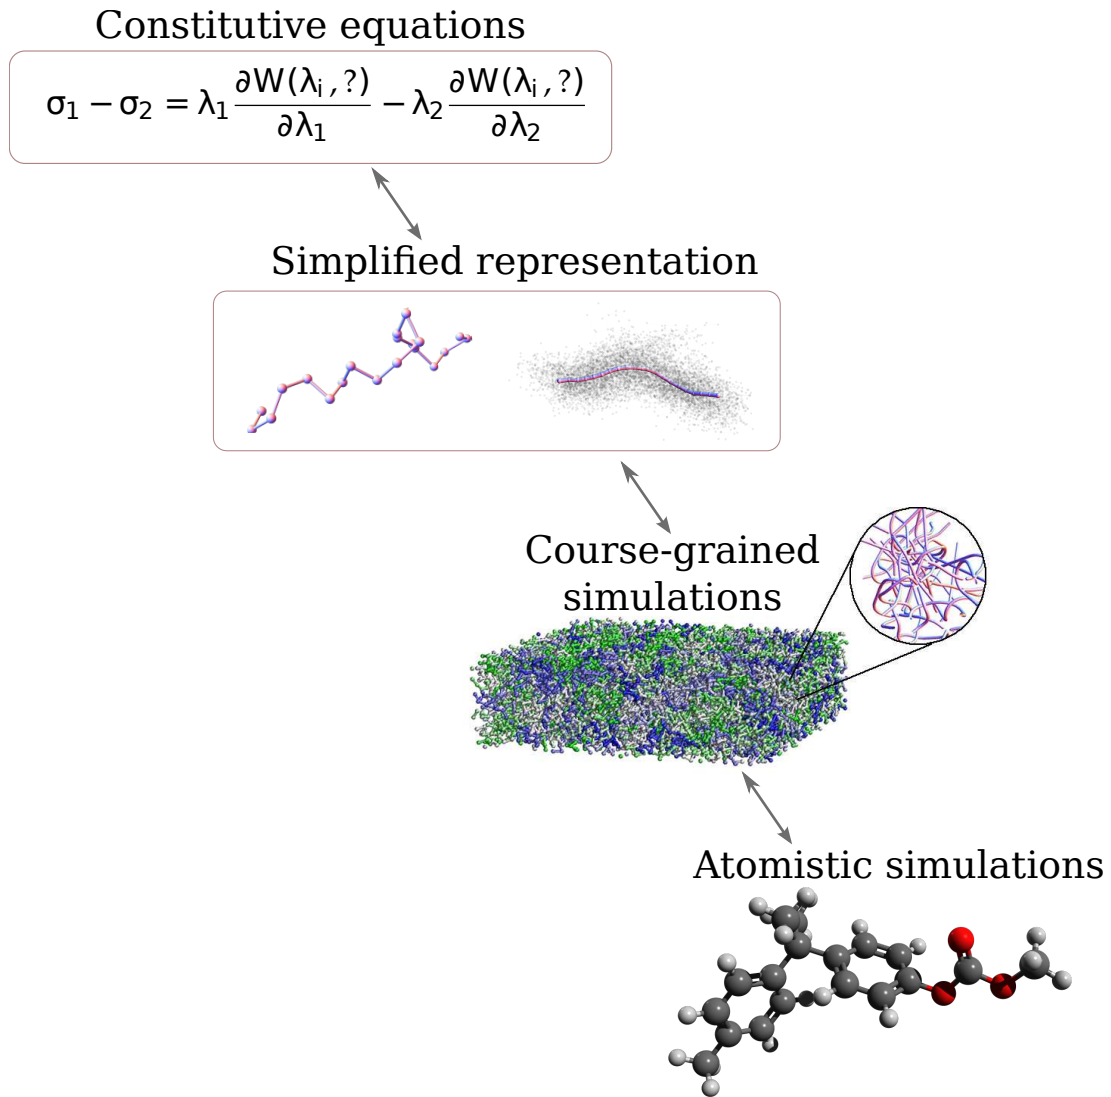 Constitutive equations
σ₁ − σ₂ = λ₁ ∂W(λᵢ, ?)/∂λ₁ − λ₂ ∂W(λᵢ, ?)/∂λ₂
Simplified representation
Course-grained
simulations
Atomistic simulations